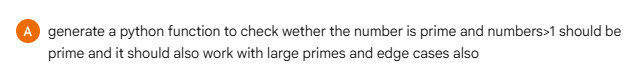 A generate a python function to check wether the number is prime and numbers>1 should be
prime and it should also work with large primes and edge cases also